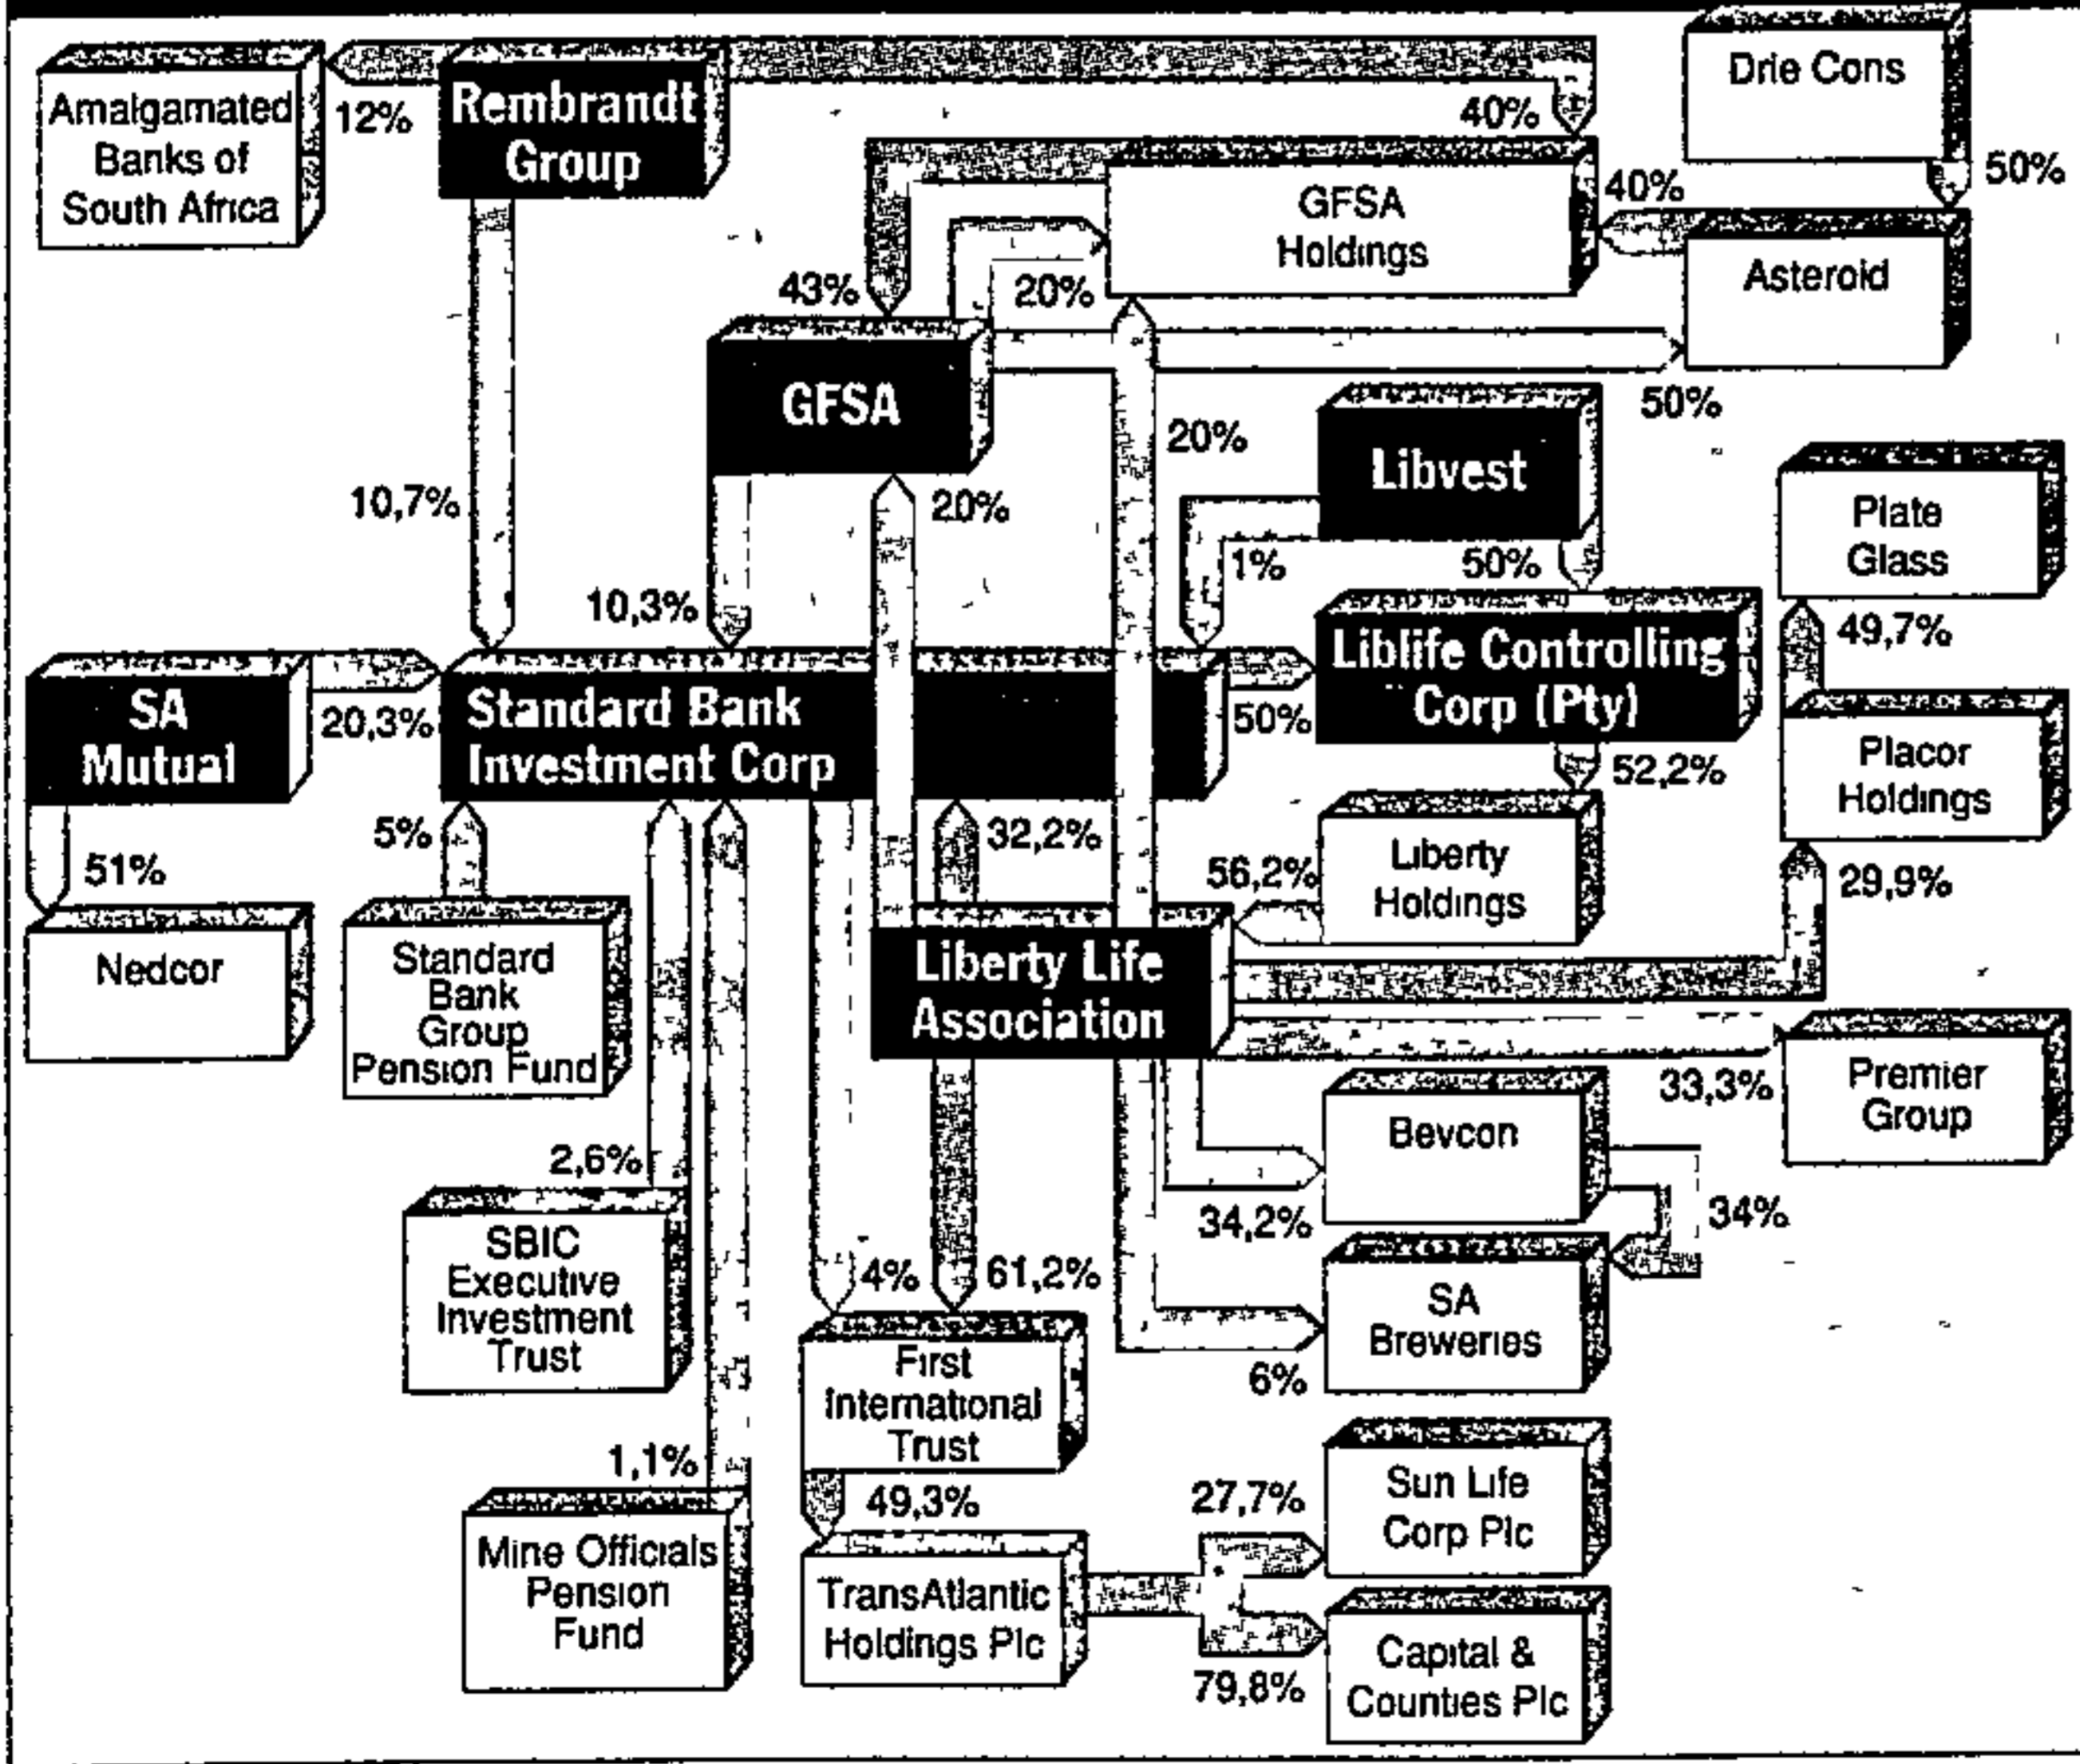 Drie Cons
50%
Amalgamated
Banks of
South Africa
12%
Rembrandt
Group
40%
GFSA
Holdings
40%
Asteroid
43%
20%
GFSA
50%
20%
Libvest
Plate
Glass
10,7%
20%
1%
50%
10,3%
49,7%
Liblife Controlling
Corp (Pty)
SA
Mutual
20,3%
Standard Bank
Investment Corp
50%
52,2%
Placor
Holdings
51%
5%
32,2%
56,2%
Liberty
Holdings
29,9%
Nedcor
Standard
Bank
Group
Pension Fund
Liberty Life
Association
33,3%
Premier
Group
Bevcon
34,2%
34%
2,6%
SBIC
Executive
Investment
Trust
4%
61,2%
SA
Breweries
6%
First
International
Trust
1,1%
Mine Officials
Pension
Fund
49,3%
27,7%
Sun Life
Corp Plc
TransAtlantic
Holdings Plc
79,8%
Capital &
Counties Plc